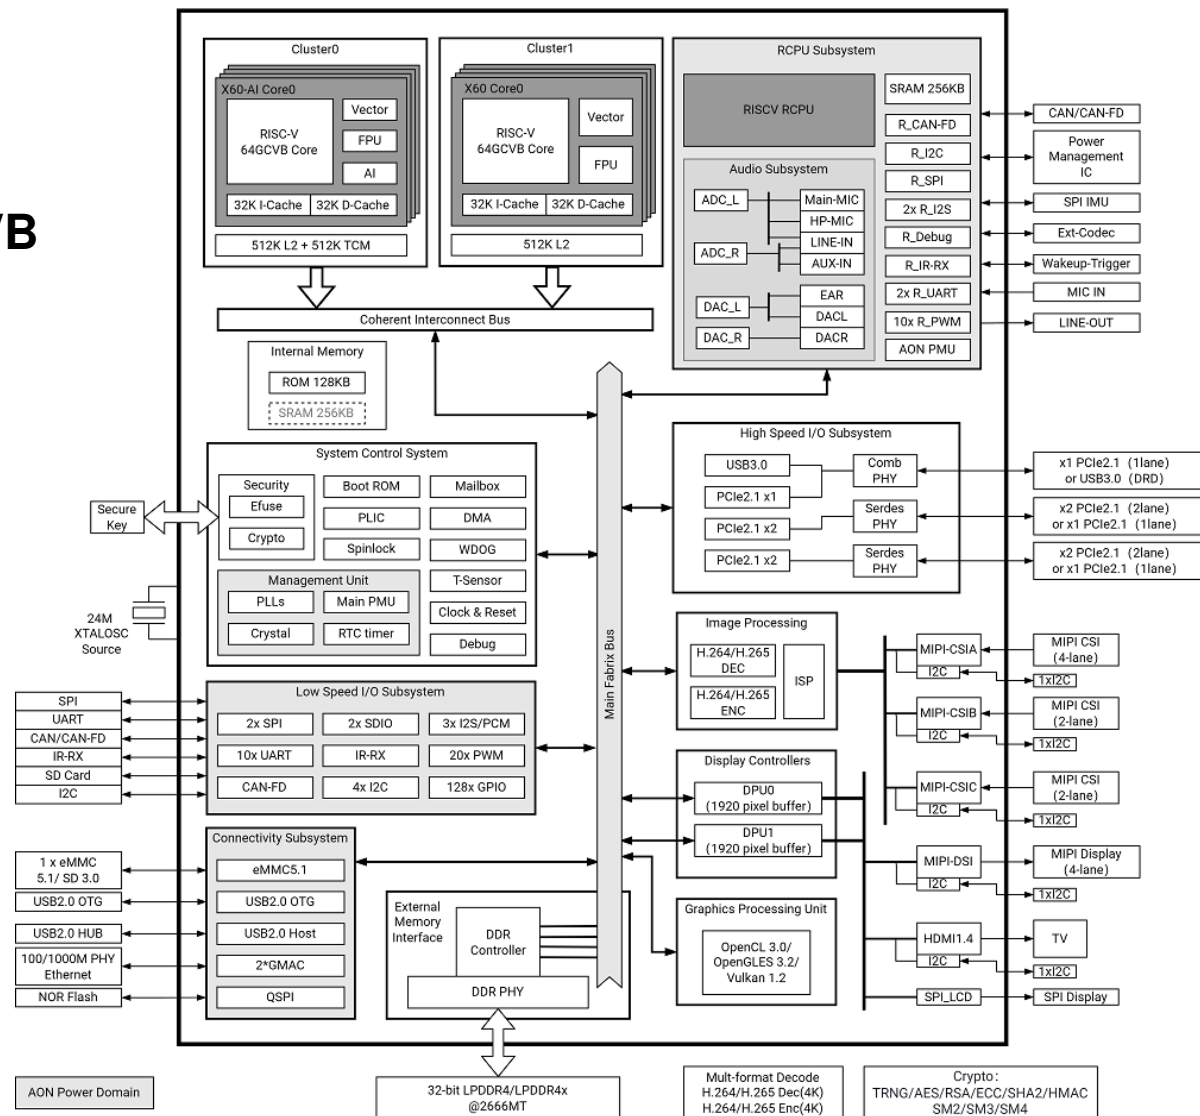 Cluster0
X60-AI Core0
RISC-V
64GCVB Core
Vector
FPU
AI
32K I-Cache
32K D-Cache
512K L2 + 512K TCM
Cluster1
X60 Core0
RISC-V
64GCVB Core
Vector
FPU
32K I-Cache
32K D-Cache
512K L2
Coherent Interconnect Bus
RCPU Subsystem
RISCV RCPU
SRAM 256KB
R_CAN-FD
R_I2C
R_SPI
2x R_I2S
R_Debug
R_IR-RX
2x R_UART
10x R_PWM
AON PMU
Audio Subsystem
ADC_L
ADC_R
Main-MIC
HP-MIC
LINE-IN
AUX-IN
DAC_L
DAC_R
EAR
DACL
DACR
CAN/CAN-FD
Power
Management
IC
SPI IMU
Ext-Codec
Wakeup-Trigger
MIC IN
LINE-OUT
VB
Internal Memory
ROM 128KB
SRAM 256KB
Main Fabrix Bus
System Control System
Security
Efuse
Crypto
Boot ROM
PLIC
Spinlock
Mailbox
DMA
WDOG
T-Sensor
Clock & Reset
Debug
Management Unit
PLLs
Main PMU
Crystal
RTC timer
Secure
Key
24M
XTALOSC
Source
High Speed I/O Subsystem
USB3.0
PCIe2.1 x1
PCIe2.1 x2
PCIe2.1 x2
Comb
PHY
Serdes
PHY
Serdes
PHY
x1 PCIe2.1 (1lane)
or USB3.0 (DRD)
x2 PCIe2.1 (2lane)
or x1 PCIe2.1 (1lane)
x2 PCIe2.1 (2lane)
or x1 PCIe2.1 (1lane)
SPI
UART
CAN/CAN-FD
IR-RX
SD Card
I2C
Low Speed I/O Subsystem
2x SPI
2x SDIO
3x I2S/PCM
10x UART
IR-RX
20x PWM
CAN-FD
4x I2C
128x GPIO
Image Processing
H.264/H.265
DEC
H.264/H.265
ENC
ISP
MIPI-CSIA
I2C
MIPI-CSIB
I2C
MIPI-CSIC
I2C
MIPI CSI
(4-lane)
1xI2C
MIPI CSI
(2-lane)
1xI2C
MIPI CSI
(2-lane)
1xI2C
Display Controllers
DPU0
(1920 pixel buffer)
DPU1
(1920 pixel buffer)
MIPI-DSI
I2C
HDMI1.4
I2C
SPI_LCD
MIPI Display
(4-lane)
1xI2C
TV
1xI2C
SPI Display
1 x eMMC
5.1/ SD 3.0
USB2.0 OTG
USB2.0 HUB
100/1000M PHY
Ethernet
NOR Flash
Connectivity Subsystem
eMMC5.1
USB2.0 OTG
USB2.0 Host
2*GMAC
QSPI
External
Memory
Interface
DDR
Controller
DDR PHY
Graphics Processing Unit
OpenCL 3.0/
OpenGLES 3.2/
Vulkan 1.2
AON Power Domain
32-bit LPDDR4/LPDDR4x
@2666MT
Mult-format Decode
H.264/H.265 Dec(4K)
H.264/H.265 Enc(4K)
Crypto:
TRNG/AES/RSA/ECC/SHA2/HMAC
SM2/SM3/SM4